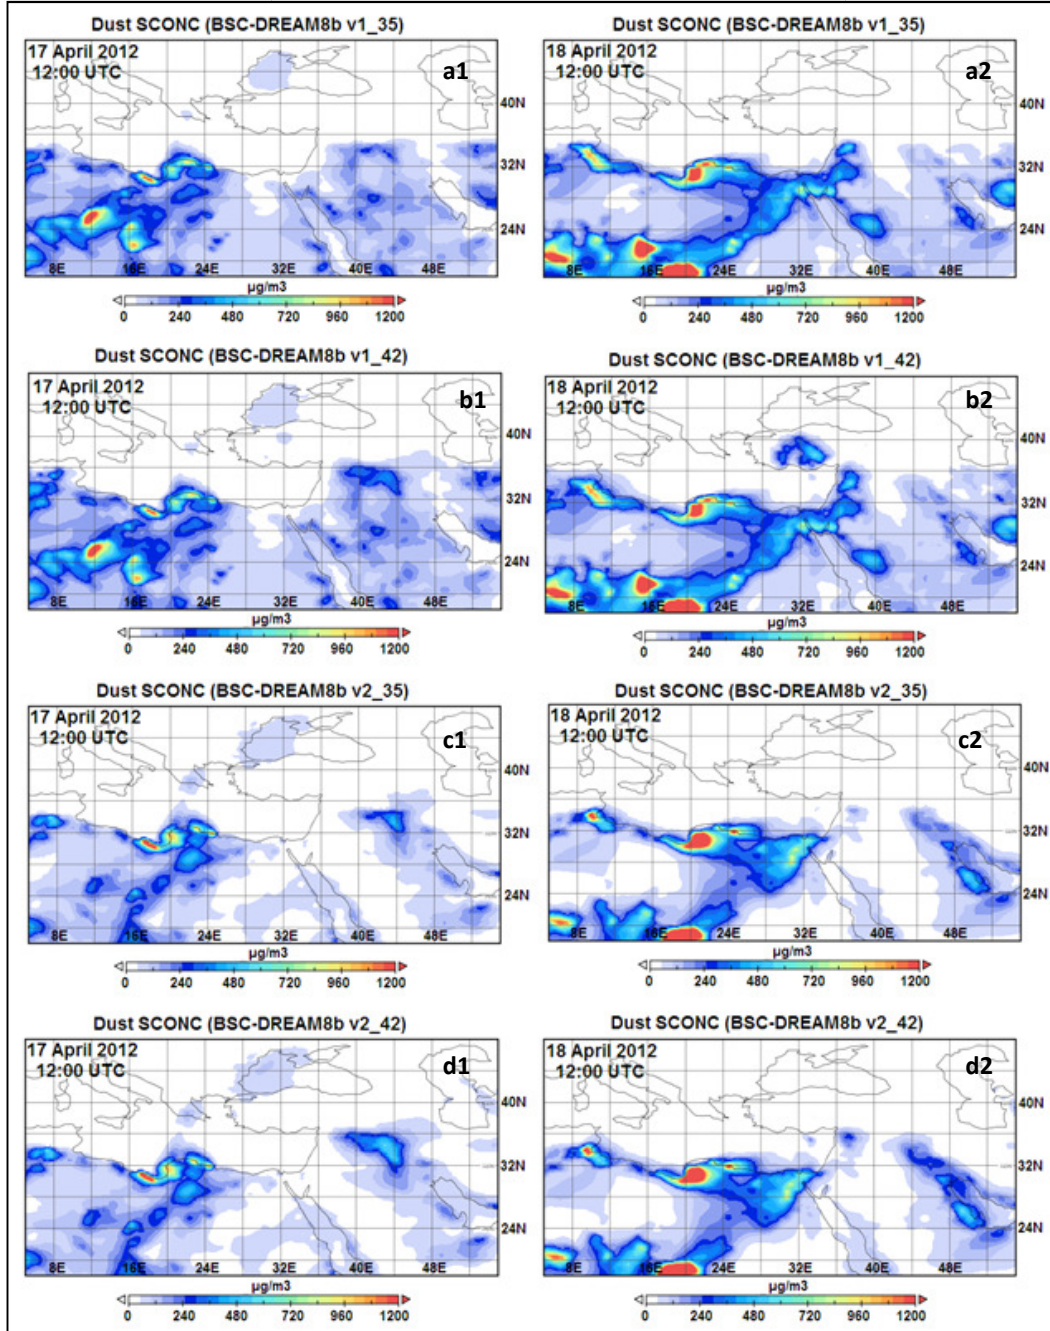 Dust SCONC (BSC-DREAM8b v1_35)
17 April 2012
12:00 UTC
a1
40N
32N
24N
8E 16E 24E 32E 40E 48E
µg/m3
0 240 480 720 960 1200
Dust SCONC (BSC-DREAM8b v1_35)
18 April 2012
12:00 UTC
a2
40N
32N
24N
8E 16E 24E 32E 40E 48E
µg/m3
0 240 480 720 960 1200
Dust SCONC (BSC-DREAM8b v1_42)
17 April 2012
12:00 UTC
b1
40N
32N
24N
8E 16E 24E 32E 40E 48E
µg/m3
0 240 480 720 960 1200
Dust SCONC (BSC-DREAM8b v1_42)
18 April 2012
12:00 UTC
b2
40N
32N
24N
8E 16E 24E 32E 40E 48E
µg/m3
0 240 480 720 960 1200
Dust SCONC (BSC-DREAM8b v2_35)
17 April 2012
12:00 UTC
c1
40N
32N
24N
8E 16E 24E 32E 40E 48E
µg/m3
0 240 480 720 960 1200
Dust SCONC (BSC-DREAM8b v2_35)
18 April 2012
12:00 UTC
c2
40N
32N
24N
8E 16E 24E 32E 40E 48E
µg/m3
0 240 480 720 960 1200
Dust SCONC (BSC-DREAM8b v2_42)
17 April 2012
12:00 UTC
d1
40N
32N
24N
8E 16E 24E 32E 40E 48E
µg/m3
0 240 480 720 960 1200
Dust SCONC (BSC-DREAM8b v2_42)
18 April 2012
12:00 UTC
d2
40N
32N
24N
8E 16E 24E 32E 40E 48E
µg/m3
0 240 480 720 960 1200